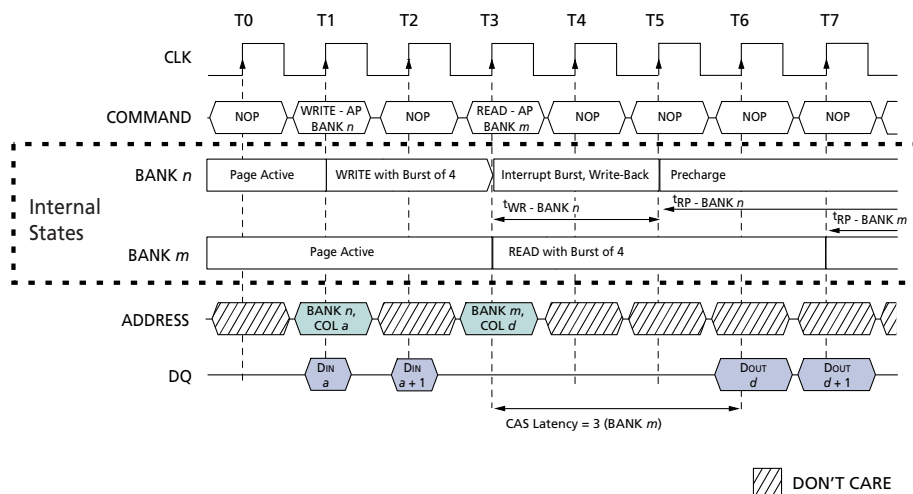 T0 T1 T2 T3 T4 T5 T6 T7
CLK
COMMAND NOP WRITE - AP BANK n NOP READ - AP BANK m NOP NOP NOP NOP
BANK n Page Active WRITE with Burst of 4 Interrupt Burst, Write-Back Precharge
Internal States
tWR - BANK n tRP - BANK n
tRP - BANK m
BANK m Page Active READ with Burst of 4
ADDRESS BANK n, COL a BANK m, COL d
DQ DIN a DIN a + 1 DOUT d DOUT d + 1
CAS Latency = 3 (BANK m)
DON'T CARE